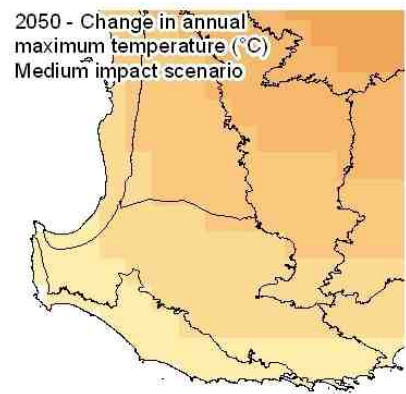 2050 - Change in annual
maximum temperature (°C)
Medium impact scenario